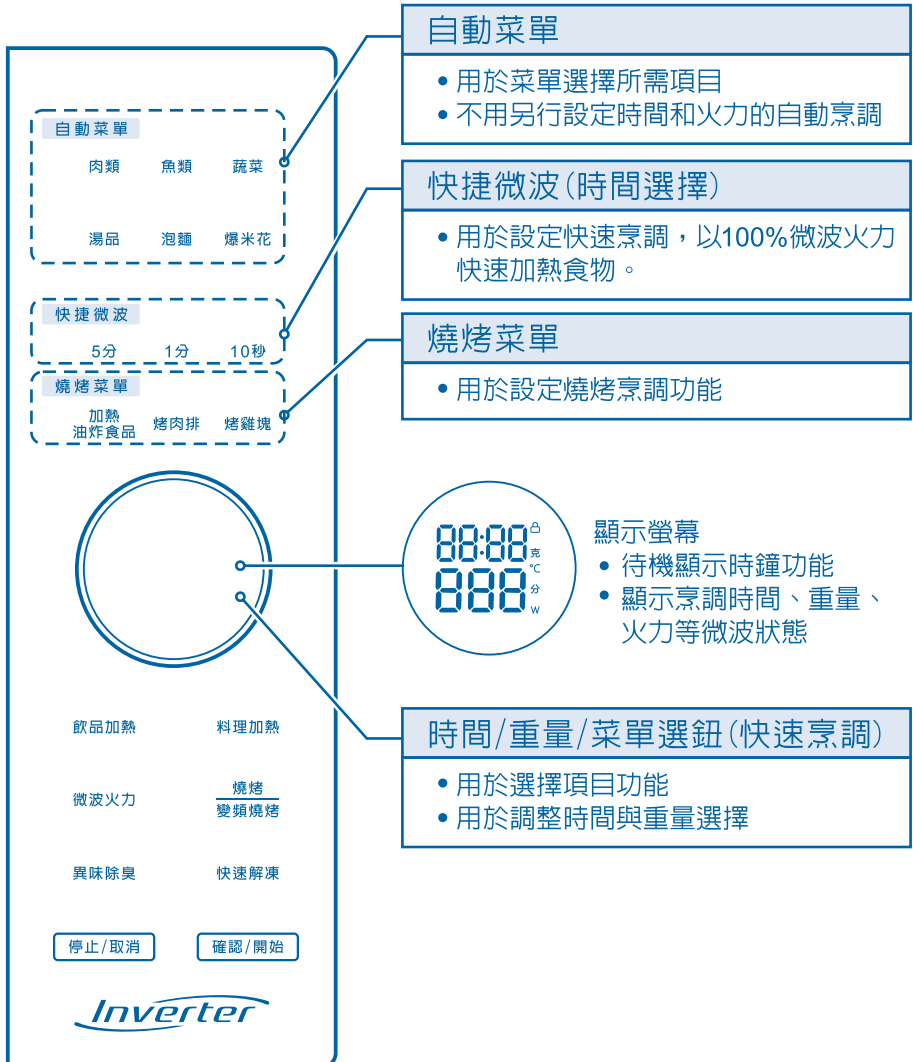 自動菜單
• 用於菜單選擇所需項目
• 不用另行設定時間和火力的自動烹調
快捷微波(時間選擇)
• 用於設定快速烹調，以100%微波火力
快速加熱食物。
燒烤菜單
• 用於設定燒烤烹調功能
自動菜單
肉類 魚類 蔬菜
湯品 泡麵 爆米花
快捷微波
5分 1分 10秒
燒烤菜單
加熱
油炸食品 烤肉排 烤雞塊
88:88
克
°C
888 分
W
顯示螢幕
• 待機顯示時鐘功能
• 顯示烹調時間、重量、
火力等微波狀態
時間/重量/菜單選鈕(快速烹調)
• 用於選擇項目功能
• 用於調整時間與重量選擇
飲品加熱 料理加熱
微波火力 燒烤
變頻燒烤
異味除臭 快速解凍
停止/取消 確認/開始
Inverter